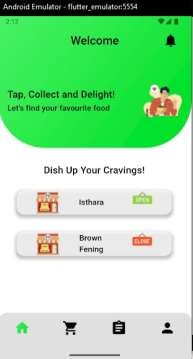 Android Emulator - flutter_emulator:5554
2:13
Welcome
Tap, Collect and Delight!
Let's find your favourite food
Dish Up Your Cravings!
Isthara
OPEN
Brown
Fening
CLOSE